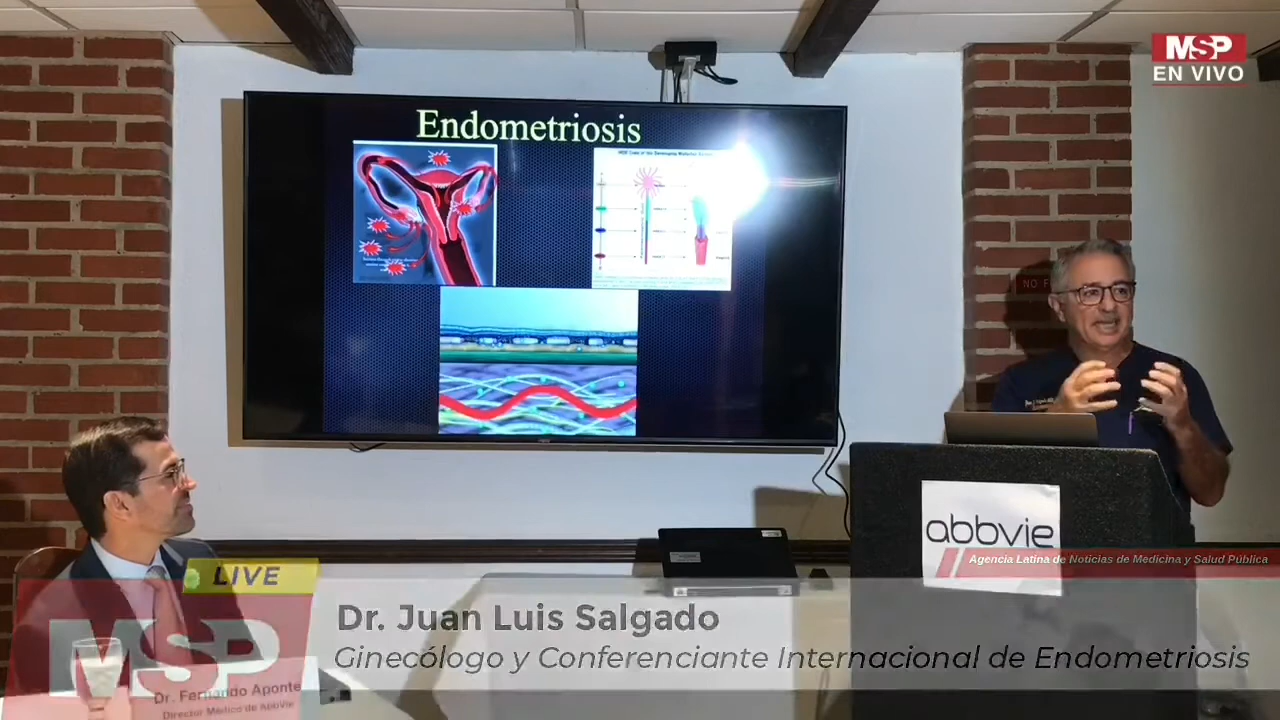 MSP
EN VIVO
Endometriosis
NO
abbvie
Agencia Latina de Noticias de Medicina y Salud Pública
LIVE
MSP
Dr. Juan Luis Salgado
Ginecólogo y Conferenciante Internacional de Endometriosis
Dr. Fernando Aponte
Director Médico de AbbVie